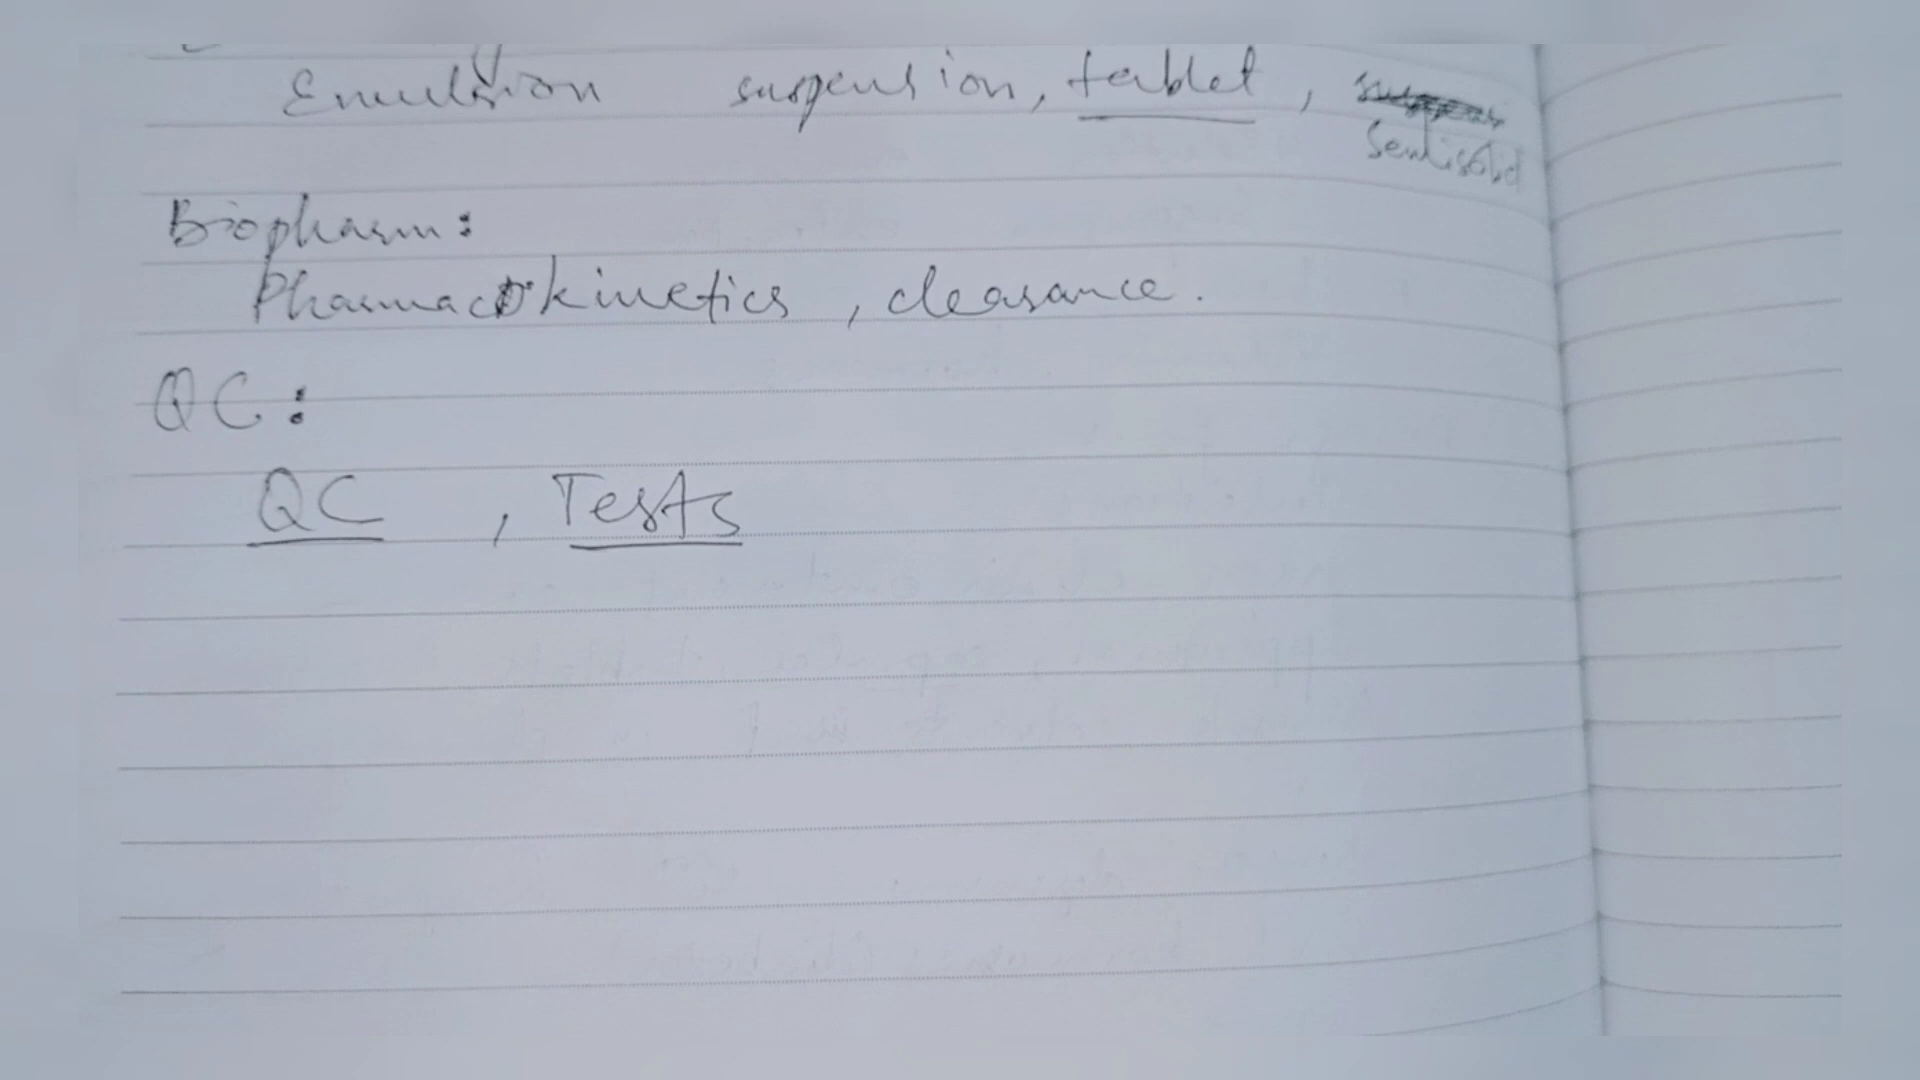 Emulsion suspension, tablet,
Semisolid
Biopharm:
Pharmacokinetics, clearance.
QC:
QC, Tests